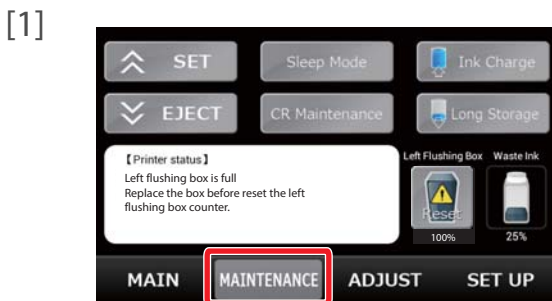 [1]
SET
Sleep Mode
Ink Charge
EJECT
CR Maintenance
Long Storage
【Printer status】
Left flushing box is full
Replace the box before reset the left
flushing box counter.
Left Flushing Box
Waste Ink
Reset
100%
25%
MAIN
MAINTENANCE
ADJUST
SET UP